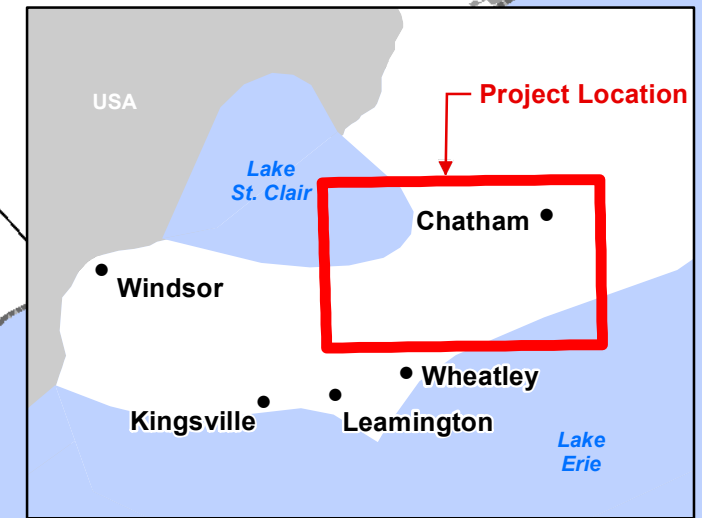 USA
Project Location
Lake
St. Clair
Chatham
Windsor
Wheatley
Kingsville
Leamington
Lake
Erie